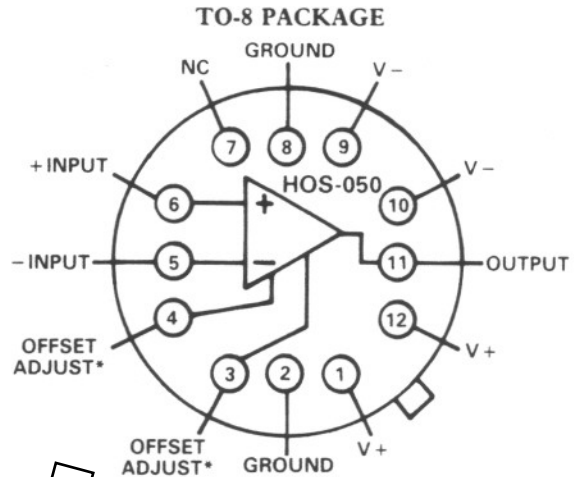 TO-8 PACKAGE
GROUND
NC
V−
7
8
9
+INPUT
HOS-050
V−
6
+
10
−INPUT
5
−
11
OUTPUT
4
12
OFFSET
ADJUST*
V+
3
2
1
OFFSET
ADJUST*
GROUND
V+